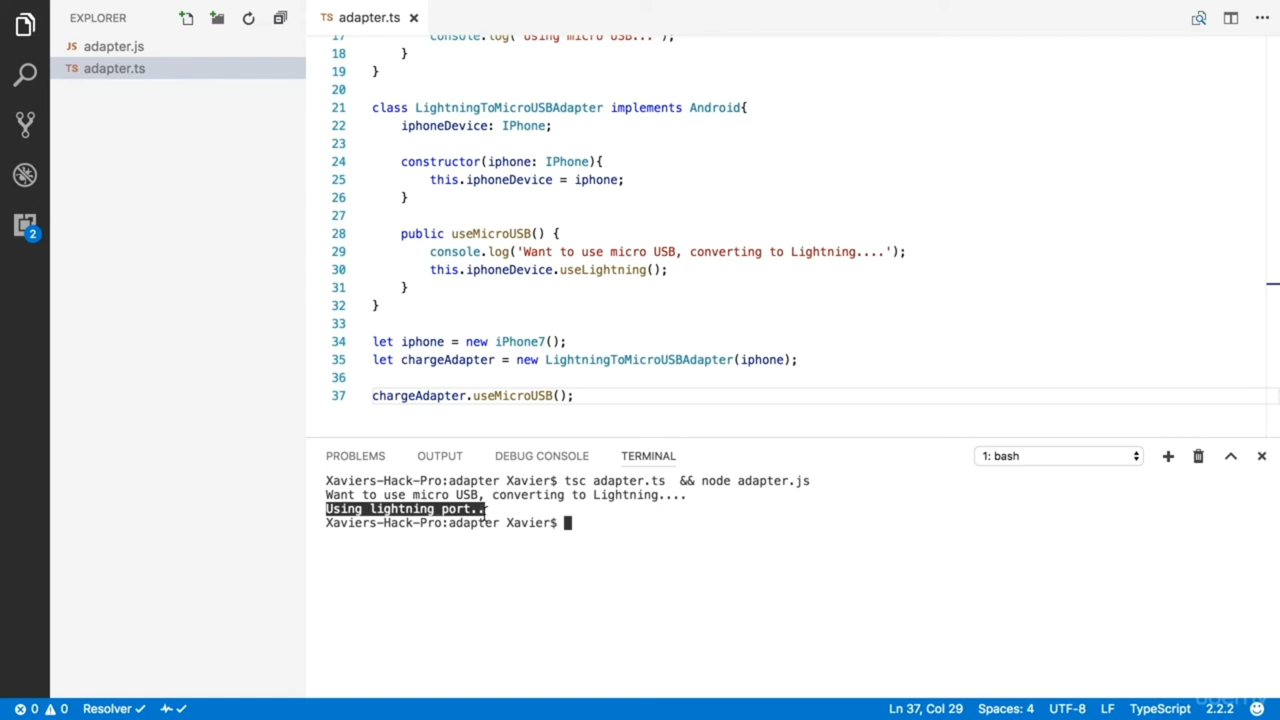 EXPLORER
JS adapter.js
TS adapter.ts
2
TS adapter.ts
17 console.log('Using micro USB...');
18 }
19 }
20
21 class LightningToMicroUSBAdapter implements Android{
22 iphoneDevice: IPhone;
23
24 constructor(iphone: IPhone){
25 this.iphoneDevice = iphone;
26 }
27
28 public useMicroUSB() {
29 console.log('Want to use micro USB, converting to Lightning....');
30 this.iphoneDevice.useLightning();
31 }
32 }
33
34 let iphone = new iPhone7();
35 let chargeAdapter = new LightningToMicroUSBAdapter(iphone);
36
37 chargeAdapter.useMicroUSB();
PROBLEMS OUTPUT DEBUG CONSOLE TERMINAL 1: bash
Xaviers-Hack-Pro:adapter Xavier$ tsc adapter.ts  && node adapter.js
Want to use micro USB, converting to Lightning....
Using lightning port..
Xaviers-Hack-Pro:adapter Xavier$
0 0 Resolver Ln 37, Col 29 Spaces: 4 UTF-8 LF TypeScript 2.2.2